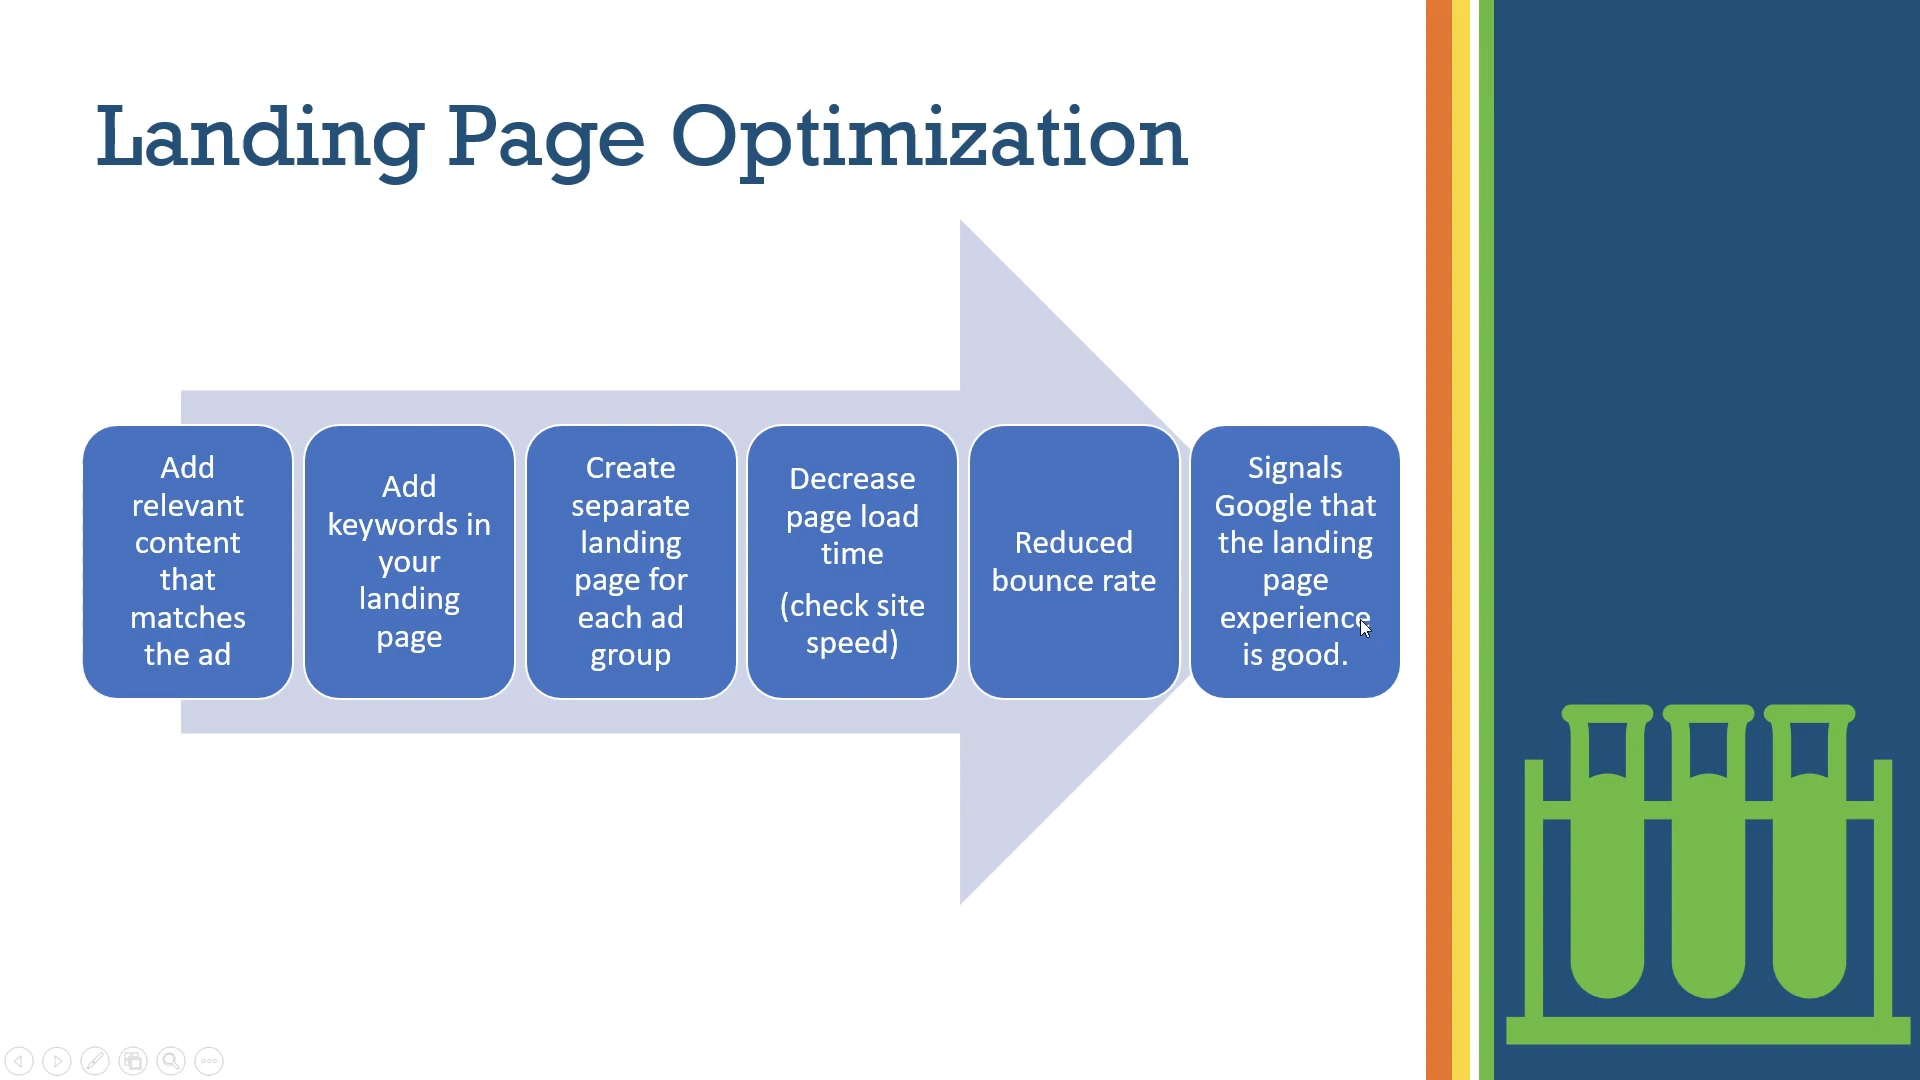 Landing Page Optimization
Add
relevant
content
that
matches
the ad
Add
keywords in
your
landing
page
Create
separate
landing
page for
each ad
group
Decrease
page load
time
(check site
speed)
Reduced
bounce rate
Signals
Google that
the landing
page
experience
is good.